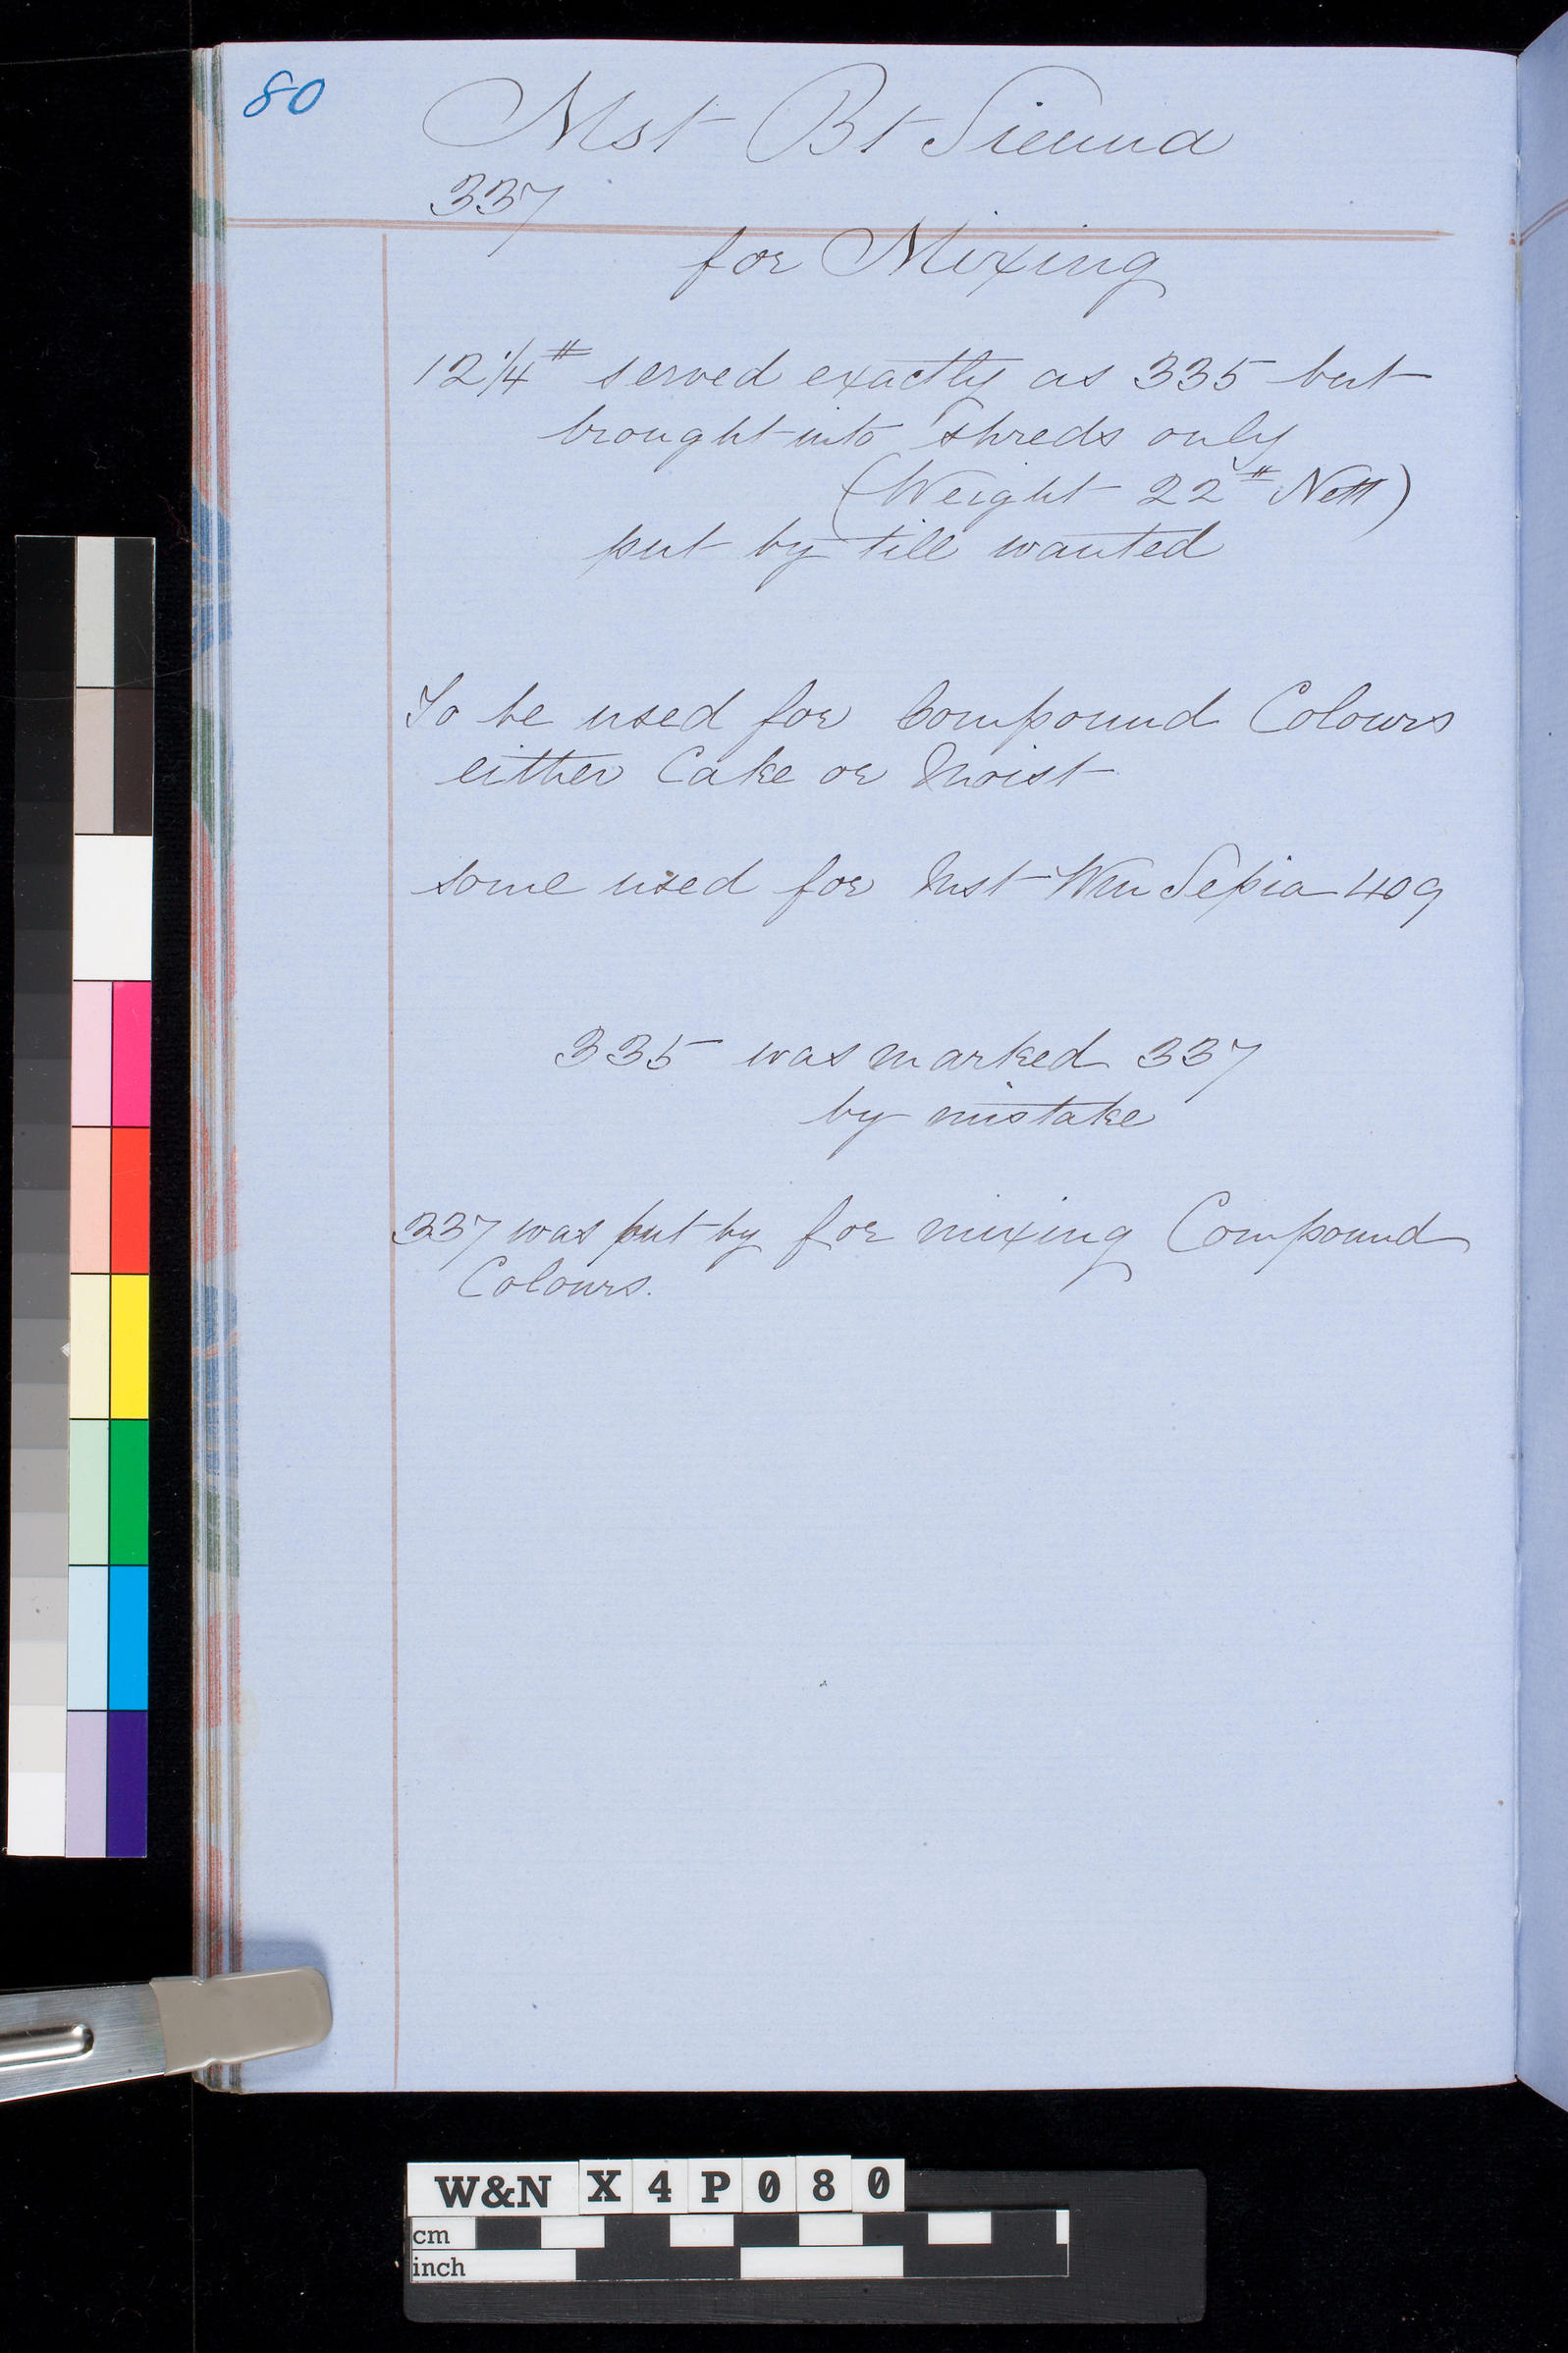 80
Mst Bt Sienna
337
for Mixing
12 1/4 # served exactly as 335 but
brought into shreds only
(Weight 22 # Nett)
put by till wanted
To be used for Compound Colours
either Cake or Moist
some used for Mst Wm Sepia 409
335 was marked 337
by mistake
337 was put by for mixing Compound
Colours.
W&N X4P080
cm
inch